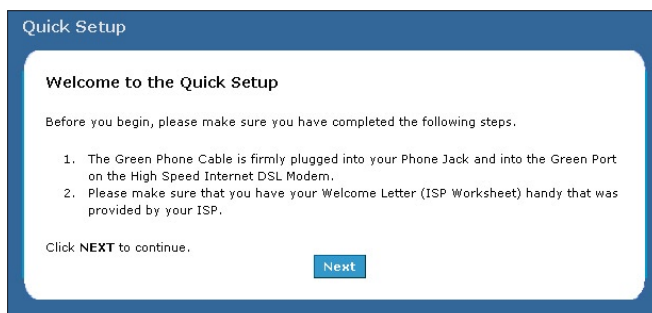 Quick Setup
Welcome to the Quick Setup
Before you begin, please make sure you have completed the following steps.
1. The Green Phone Cable is firmly plugged into your Phone Jack and into the Green Port
on the High Speed Internet DSL Modem.
2. Please make sure that you have your Welcome Letter (ISP Worksheet) handy that was
provided by your ISP.
Click NEXT to continue.
Next